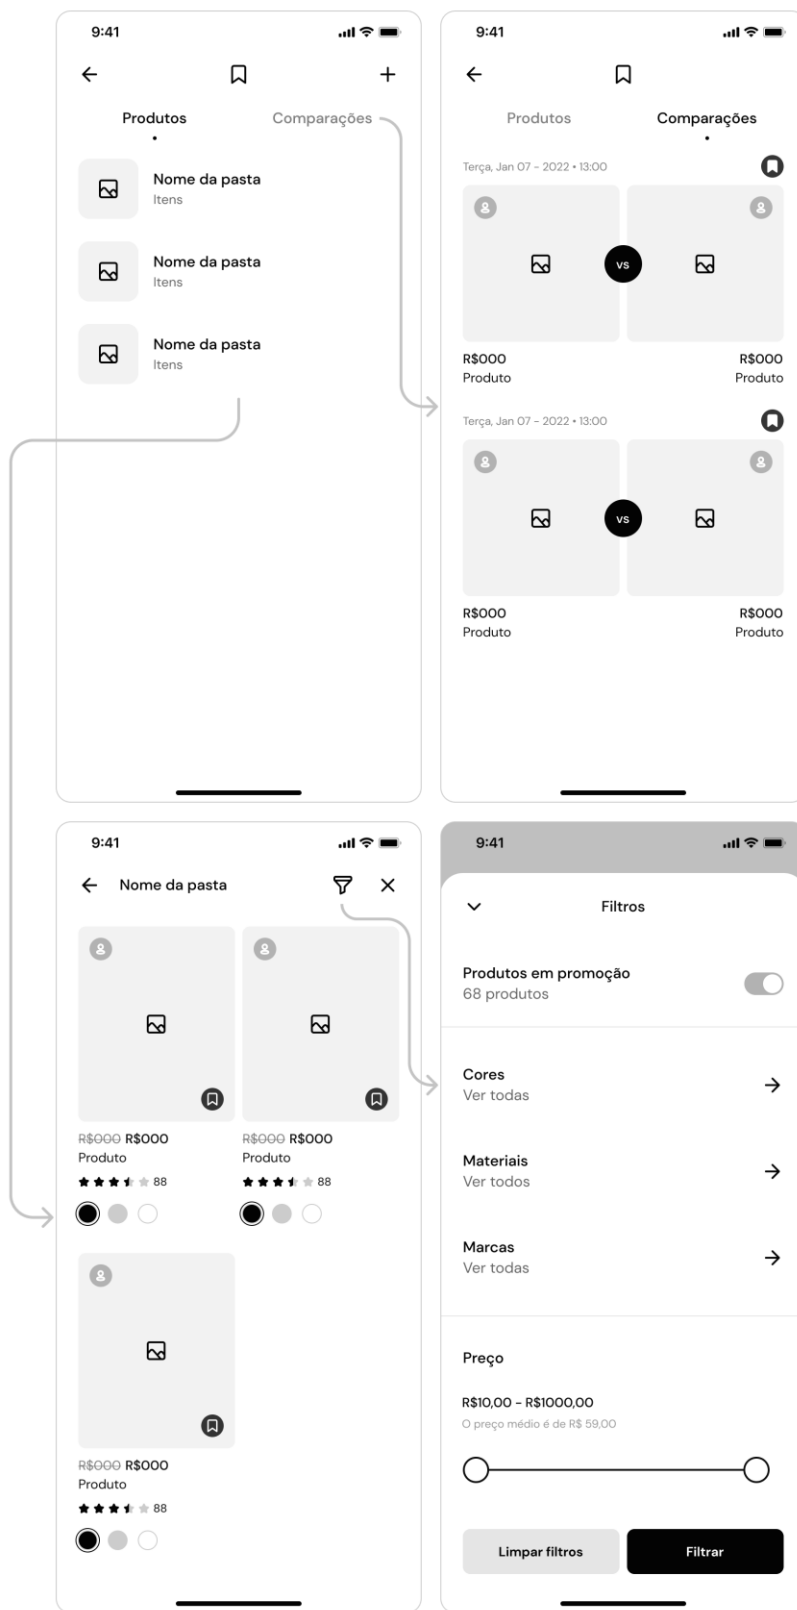 9:41
Produtos
Comparações
Nome da pasta
Itens
Nome da pasta
Itens
Nome da pasta
Itens
9:41
Produtos
Comparações
Terça, Jan 07 - 2022 • 13:00
vs
R$000
R$000
Produto
Produto
Terça, Jan 07 - 2022 • 13:00
vs
R$000
R$000
Produto
Produto
9:41
Nome da pasta
R$000 R$000
Produto
88
R$000 R$000
Produto
88
R$000 R$000
Produto
88
9:41
Filtros
Produtos em promoção
68 produtos
Cores
Ver todas
Materiais
Ver todos
Marcas
Ver todas
Preço
R$10,00 - R$1000,00
O preço médio é de R$ 59,00
Limpar filtros
Filtrar